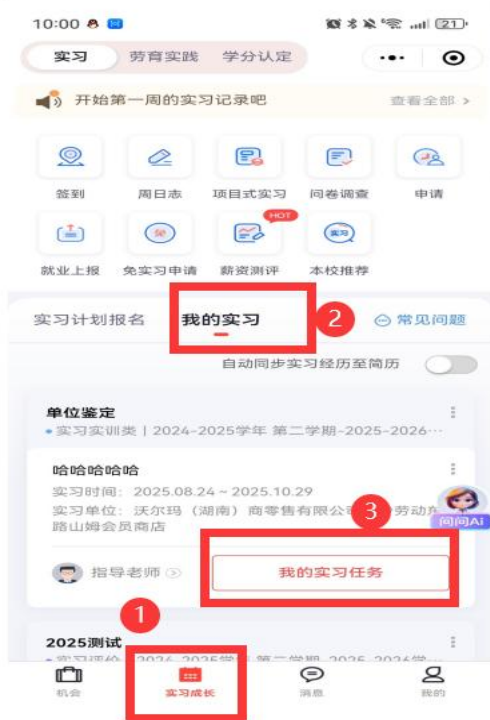 10:00
21
实习 劳育实践 学分认定
开始第一周的实习记录吧 查看全部 >
签到 周日志 项目式实习 问卷调查 申请
免 HOT 实习
就业上报 免实习申请 薪资测评 本校推荐
实习计划报名 我的实习 2 常见问题
自动同步实习经历至简历
单位鉴定
实习实训类 | 2024-2025学年 第二学期-2025-2026…
哈哈哈哈哈
实习时间: 2025.08.24 ~ 2025.10.29
实习单位: 沃尔玛（湖南）商零售有限公 3 劳动东
路山姆会员商店
问问Ai
指导老师 我的实习任务
1
2025测试
实习评价 2024-2025学年 第二学期-2025-2026学…
机会 实习成长 消息 我的